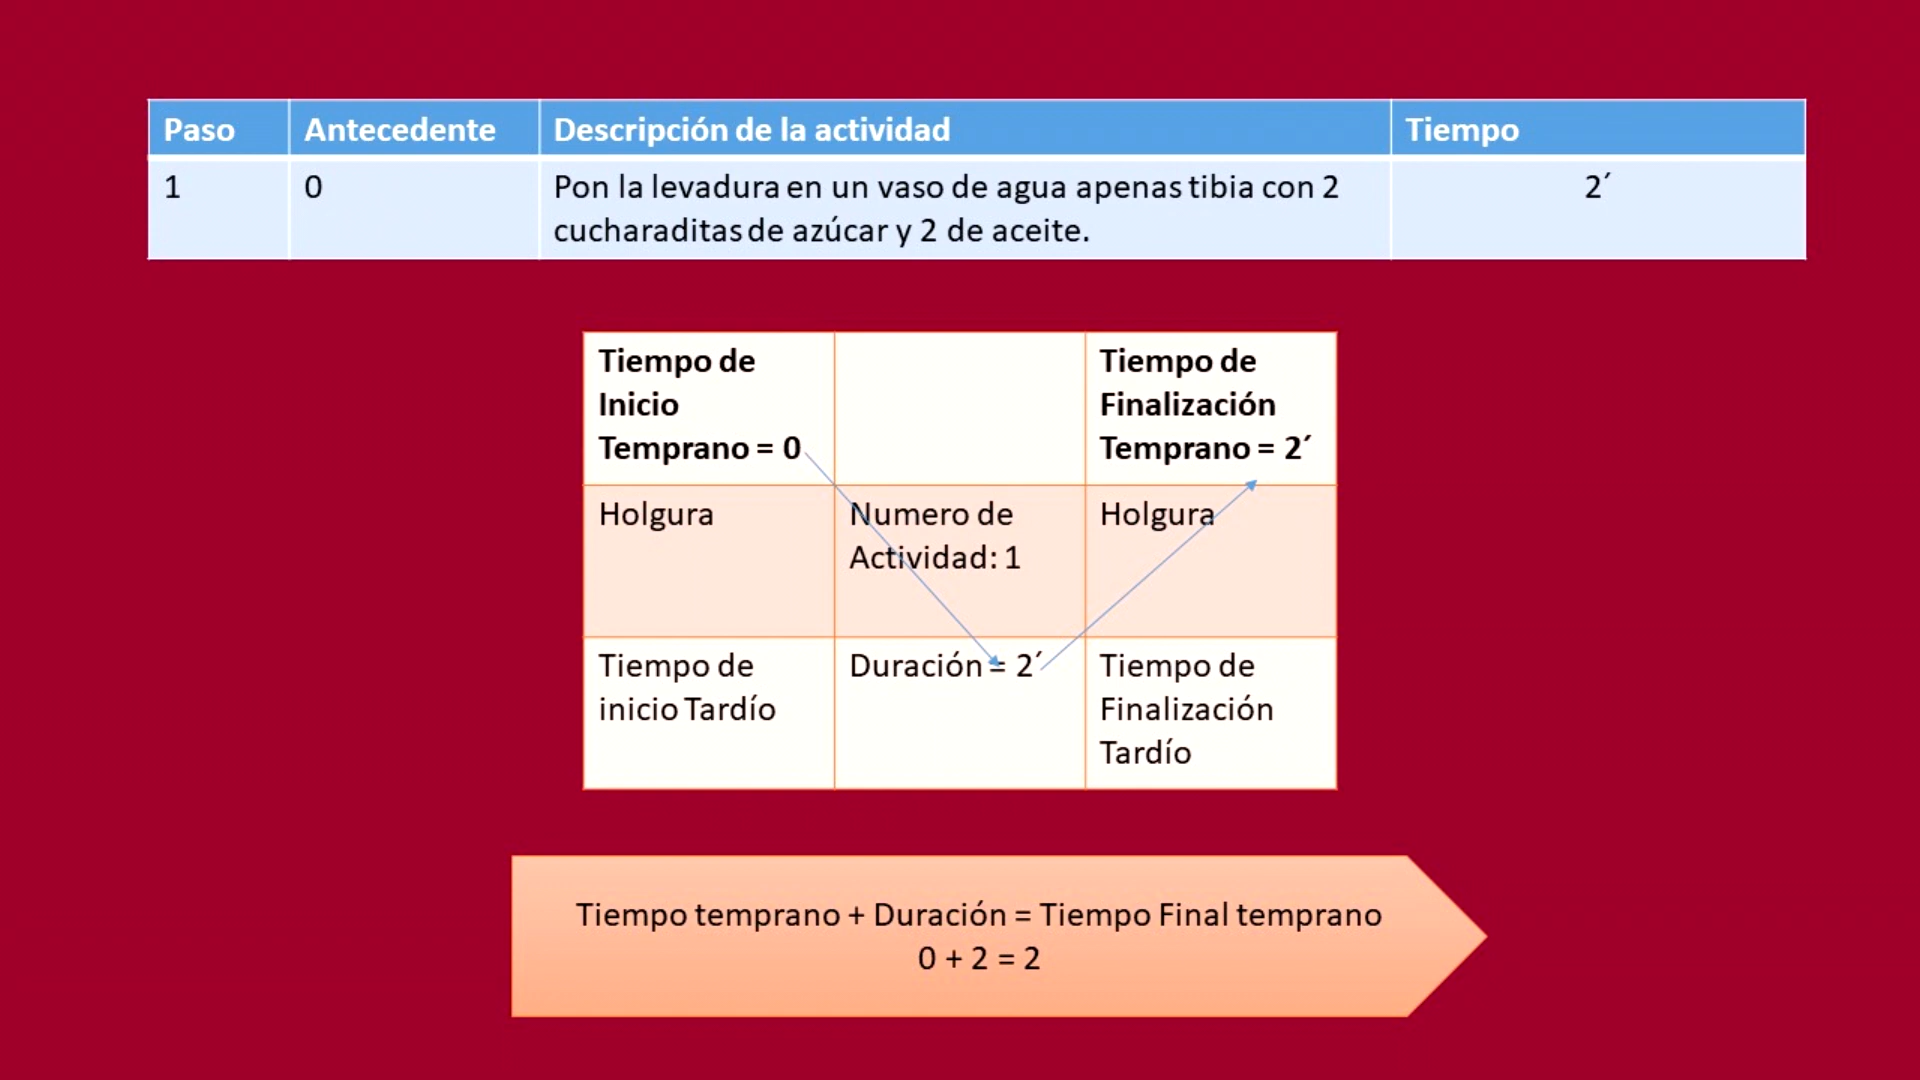 Paso Antecedente Descripción de la actividad Tiempo
1 0 Pon la levadura en un vaso de agua apenas tibia con 2 2´
cucharaditas de azúcar y 2 de aceite.
Tiempo de
Inicio
Temprano = 0
Tiempo de
Finalización
Temprano = 2´
Holgura
Numero de
Actividad: 1
Holgura
Tiempo de
inicio Tardío
Duración = 2´
Tiempo de
Finalización
Tardío
Tiempo temprano + Duración = Tiempo Final temprano
0 + 2 = 2